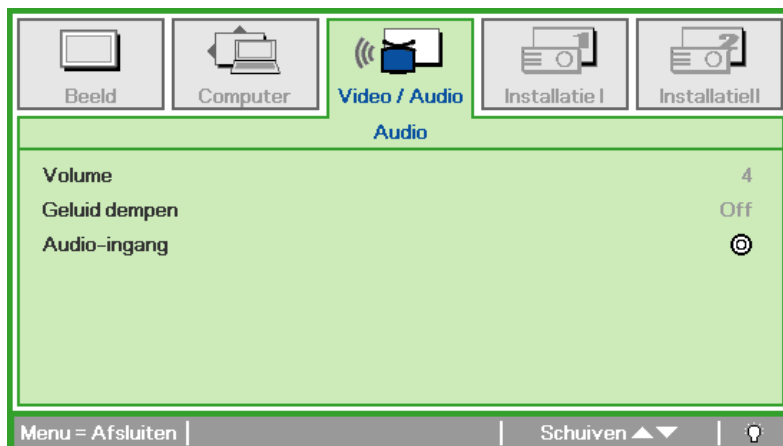 Beeld
Computer
Video / Audio
Installatie I
InstallatieII
Audio
Volume 4
Geluid dempen Off
Audio-ingang
Menu = Afsluiten | | Schuiven ▲▼ |